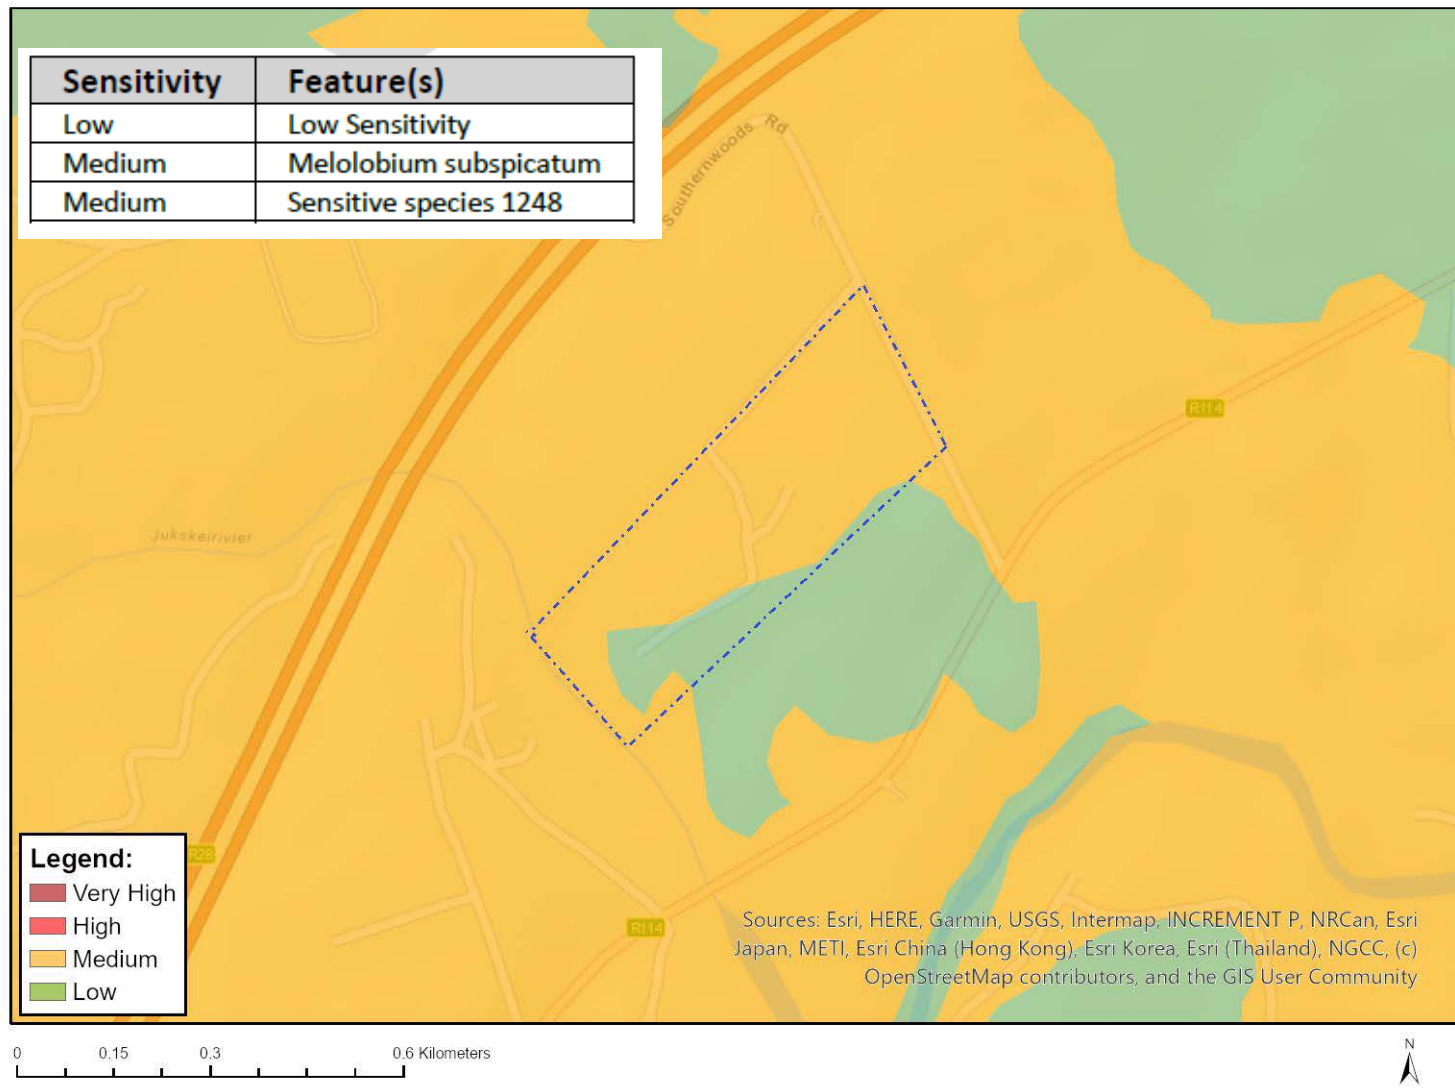 Sensitivity Feature(s)
Low Low Sensitivity
Medium Melolobium subspicatum
Medium Sensitive species 1248
Southernwoods Rd
R114
Jukskeirivier
R28
R114
Legend:
Very High
High
Medium
Low
Sources: Esri, HERE, Garmin, USGS, Intermap, INCREMENT P, NRCan, Esri
Japan, METI, Esri China (Hong Kong), Esri Korea, Esri (Thailand), NGCC, (c)
OpenStreetMap contributors, and the GIS User Community
0 0.15 0.3 0.6 Kilometers
N